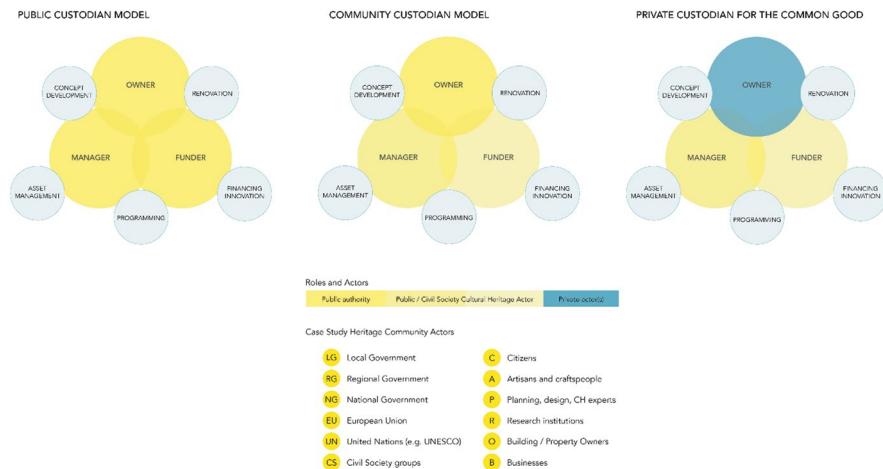 PUBLIC CUSTODIAN MODEL
OWNER
CONCEPT
DEVELOPMENT
RENOVATION
MANAGER
FUNDER
ASSET
MANAGEMENT
PROGRAMMING
FINANCING
INNOVATION
COMMUNITY CUSTODIAN MODEL
OWNER
CONCEPT
DEVELOPMENT
RENOVATION
MANAGER
FUNDER
ASSET
MANAGEMENT
PROGRAMMING
FINANCING
INNOVATION
PRIVATE CUSTODIAN FOR THE COMMON GOOD
OWNER
CONCEPT
DEVELOPMENT
RENOVATION
MANAGER
FUNDER
ASSET
MANAGEMENT
PROGRAMMING
FINANCING
INNOVATION
Roles and Actors
Public authority
Public / Civil Society Cultural Heritage Actor
Private actor(s)
Case Study Heritage Community Actors
LG Local Government
RG Regional Government
NG National Government
EU European Union
UN United Nations (e.g. UNESCO)
CS Civil Society groups
C Citizens
A Artisans and craftspeople
P Planning, design, CH experts
R Research institutions
O Building / Property Owners
B Businesses